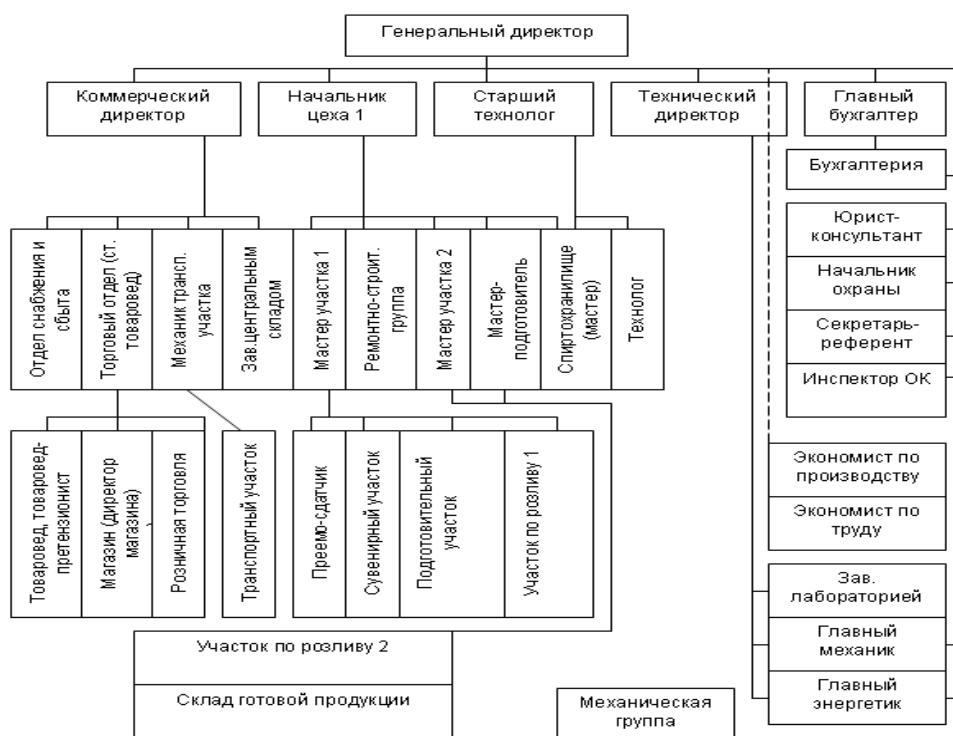 Генеральный директор
Коммерческий
директор
Начальник
цеха 1
Старший
технолог
Технический
директор
Главный
бухгалтер
Бухгалтерия
Юрист-
консультант
Начальник
охраны
Секретарь-
референт
Инспектор ОК
Отдел снабжения и
сбыта
Торговый отдел (ст.
товаровед)
Механик трансп.
участка
Зав.центральным
складом
Мастер участка 1
Ремонтно-строит.
группа
Мастер участка 2
Мастер-
подготовитель
Спиртохранилище
(мастер)
Технолог
Товаровед, товаровед-
претензионист
Магазин (директор
магазина)
Розничная торговля
Транспортный участок
Преемо-сдатчик
Сувенирный участок
Подготовительный
участок
Участок по розливу 1
Экономист по
производству
Экономист по
труду
Зав.
лабораторией
Главный
механик
Главный
энергетик
Участок по розливу 2
Склад готовой продукции
Механическая
группа